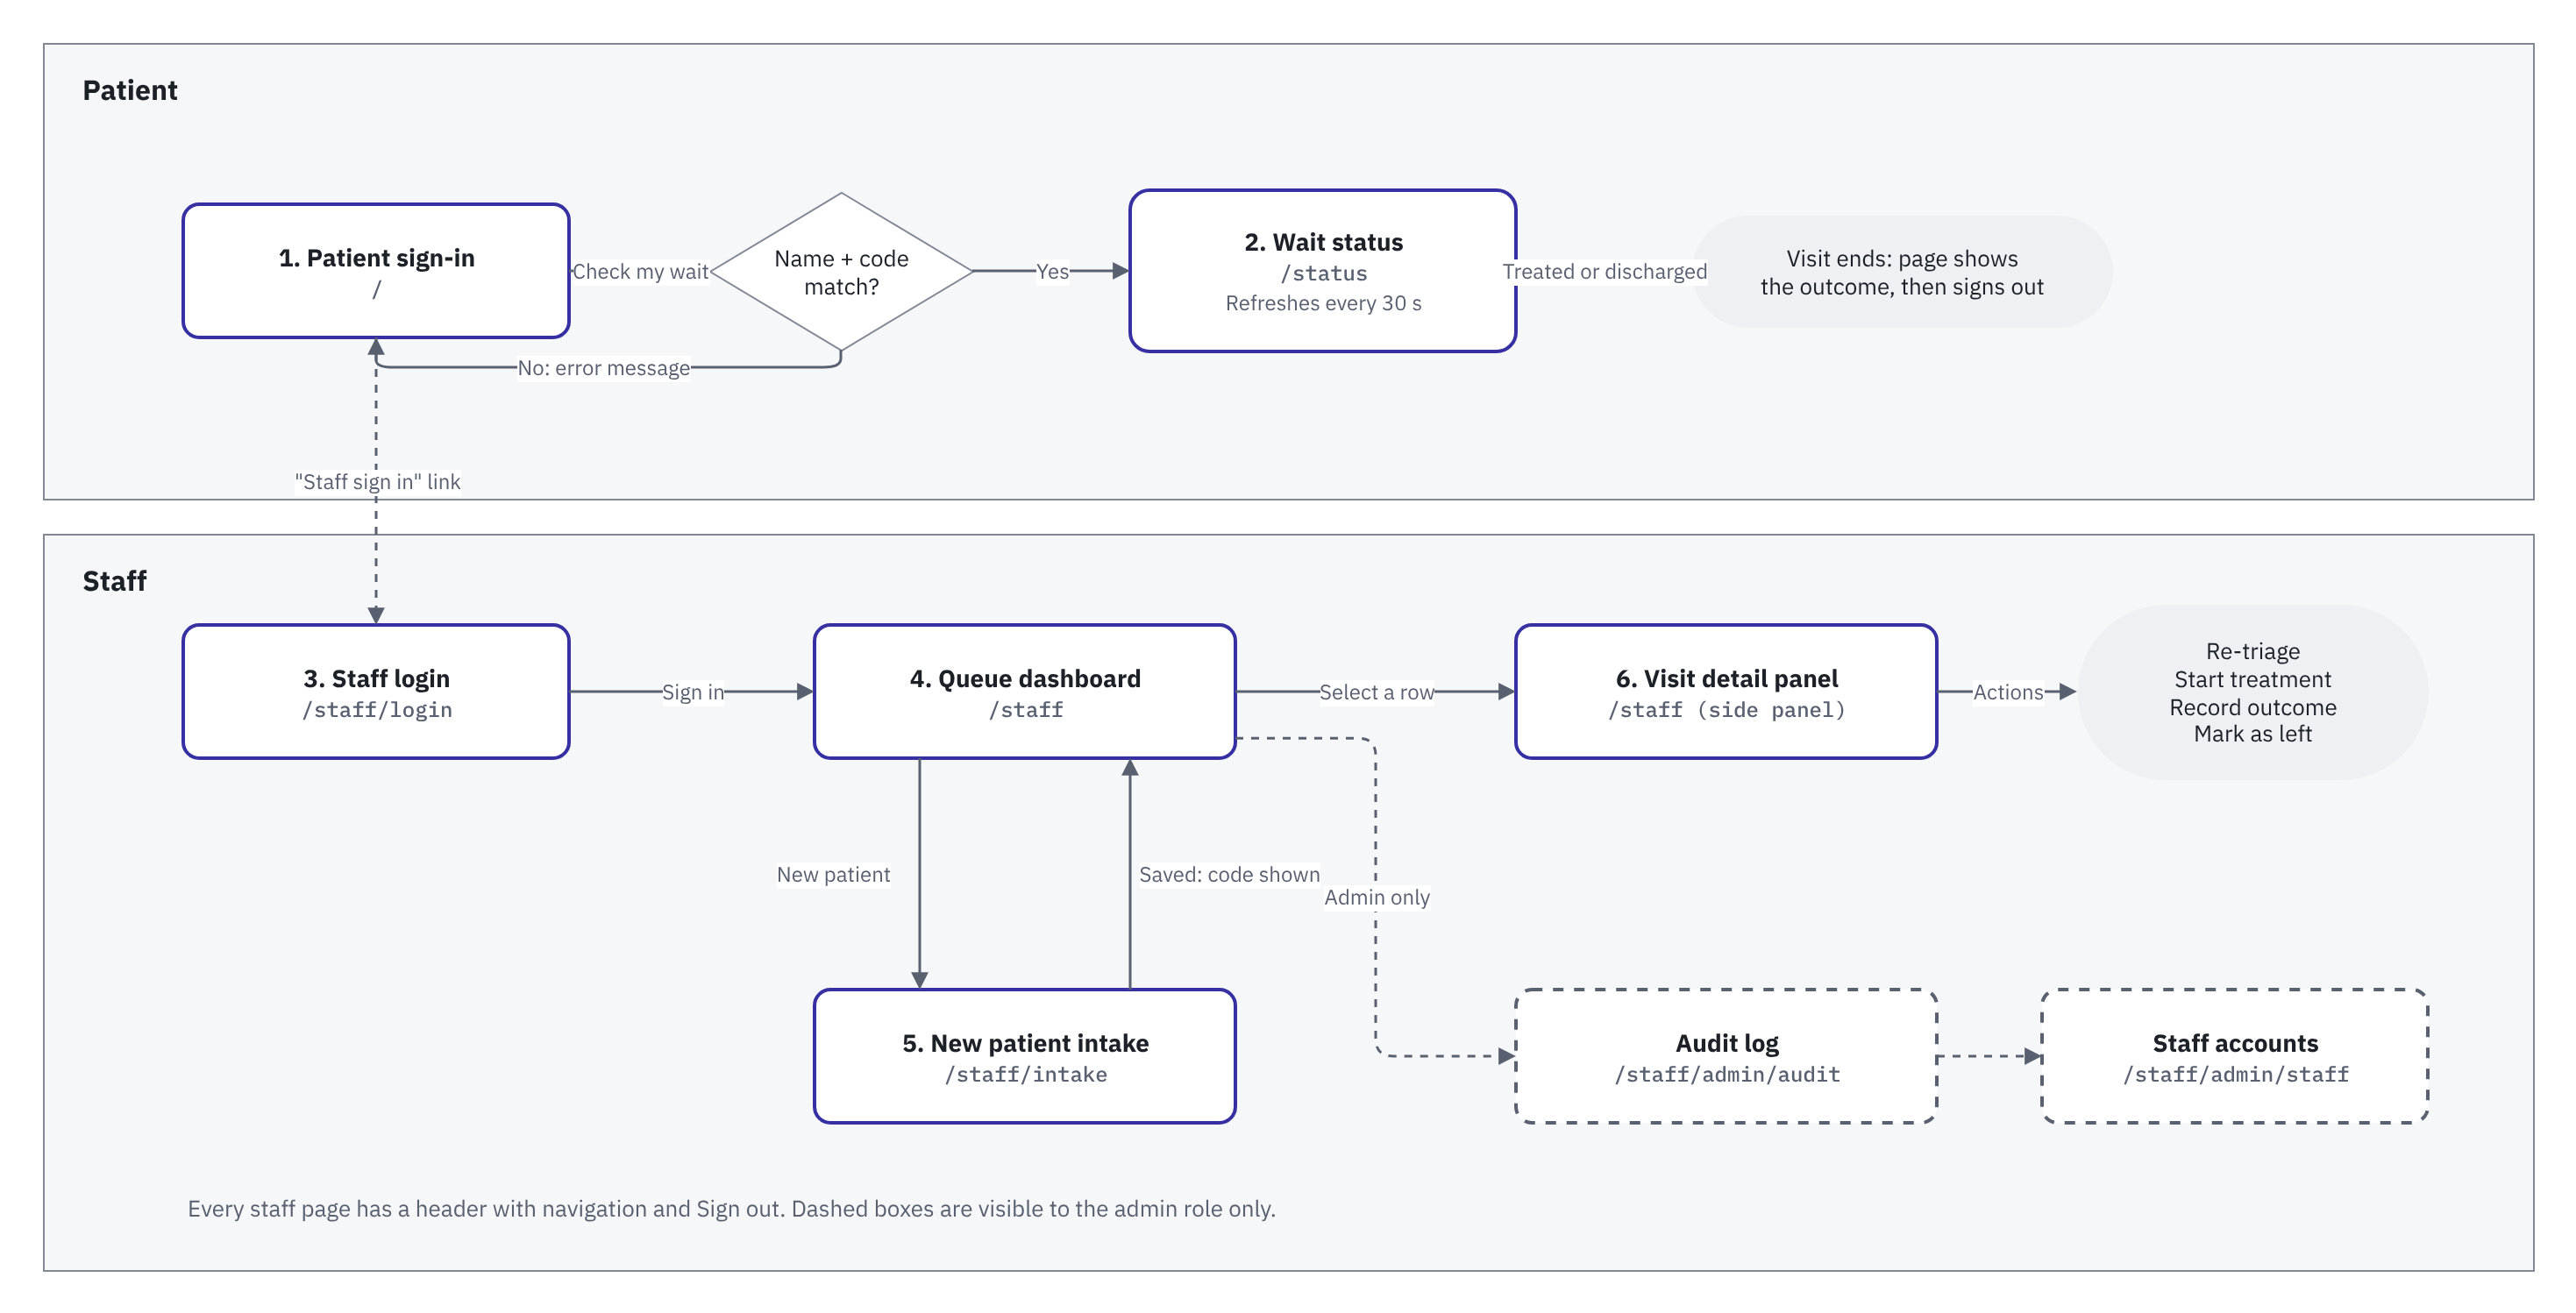 Patient
1. Patient sign-in
/
Check my wait
Name + code
match?
Yes
2. Wait status
/status
Refreshes every 30 s
Treated or discharged
Visit ends: page shows
the outcome, then signs out
No: error message
"Staff sign in" link
Staff
3. Staff login
/staff/login
Sign in
4. Queue dashboard
/staff
Select a row
6. Visit detail panel
/staff (side panel)
Actions
Re-triage
Start treatment
Record outcome
Mark as left
New patient
Saved: code shown
Admin only
5. New patient intake
/staff/intake
Audit log
/staff/admin/audit
Staff accounts
/staff/admin/staff
Every staff page has a header with navigation and Sign out. Dashed boxes are visible to the admin role only.